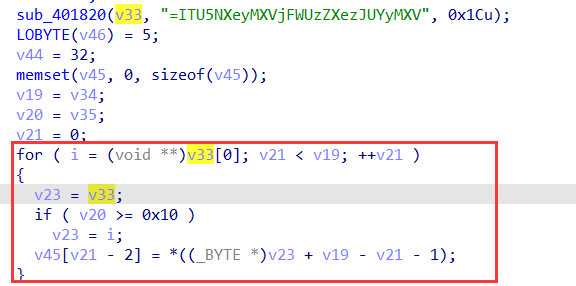 sub_401820(v33, "=ITU5NXeyMXVjFWUzZXezJUYyMXV", 0x1Cu);
LOBYTE(v46) = 5;
v44 = 32;
memset(v45, 0, sizeof(v45));
v19 = v34;
v20 = v35;
v21 = 0;
for ( i = (void **)v33[0]; v21 < v19; ++v21 )
{
v23 = v33;
if ( v20 >= 0x10 )
v23 = i;
v45[v21 - 2] = *((_BYTE *)v23 + v19 - v21 - 1);
}